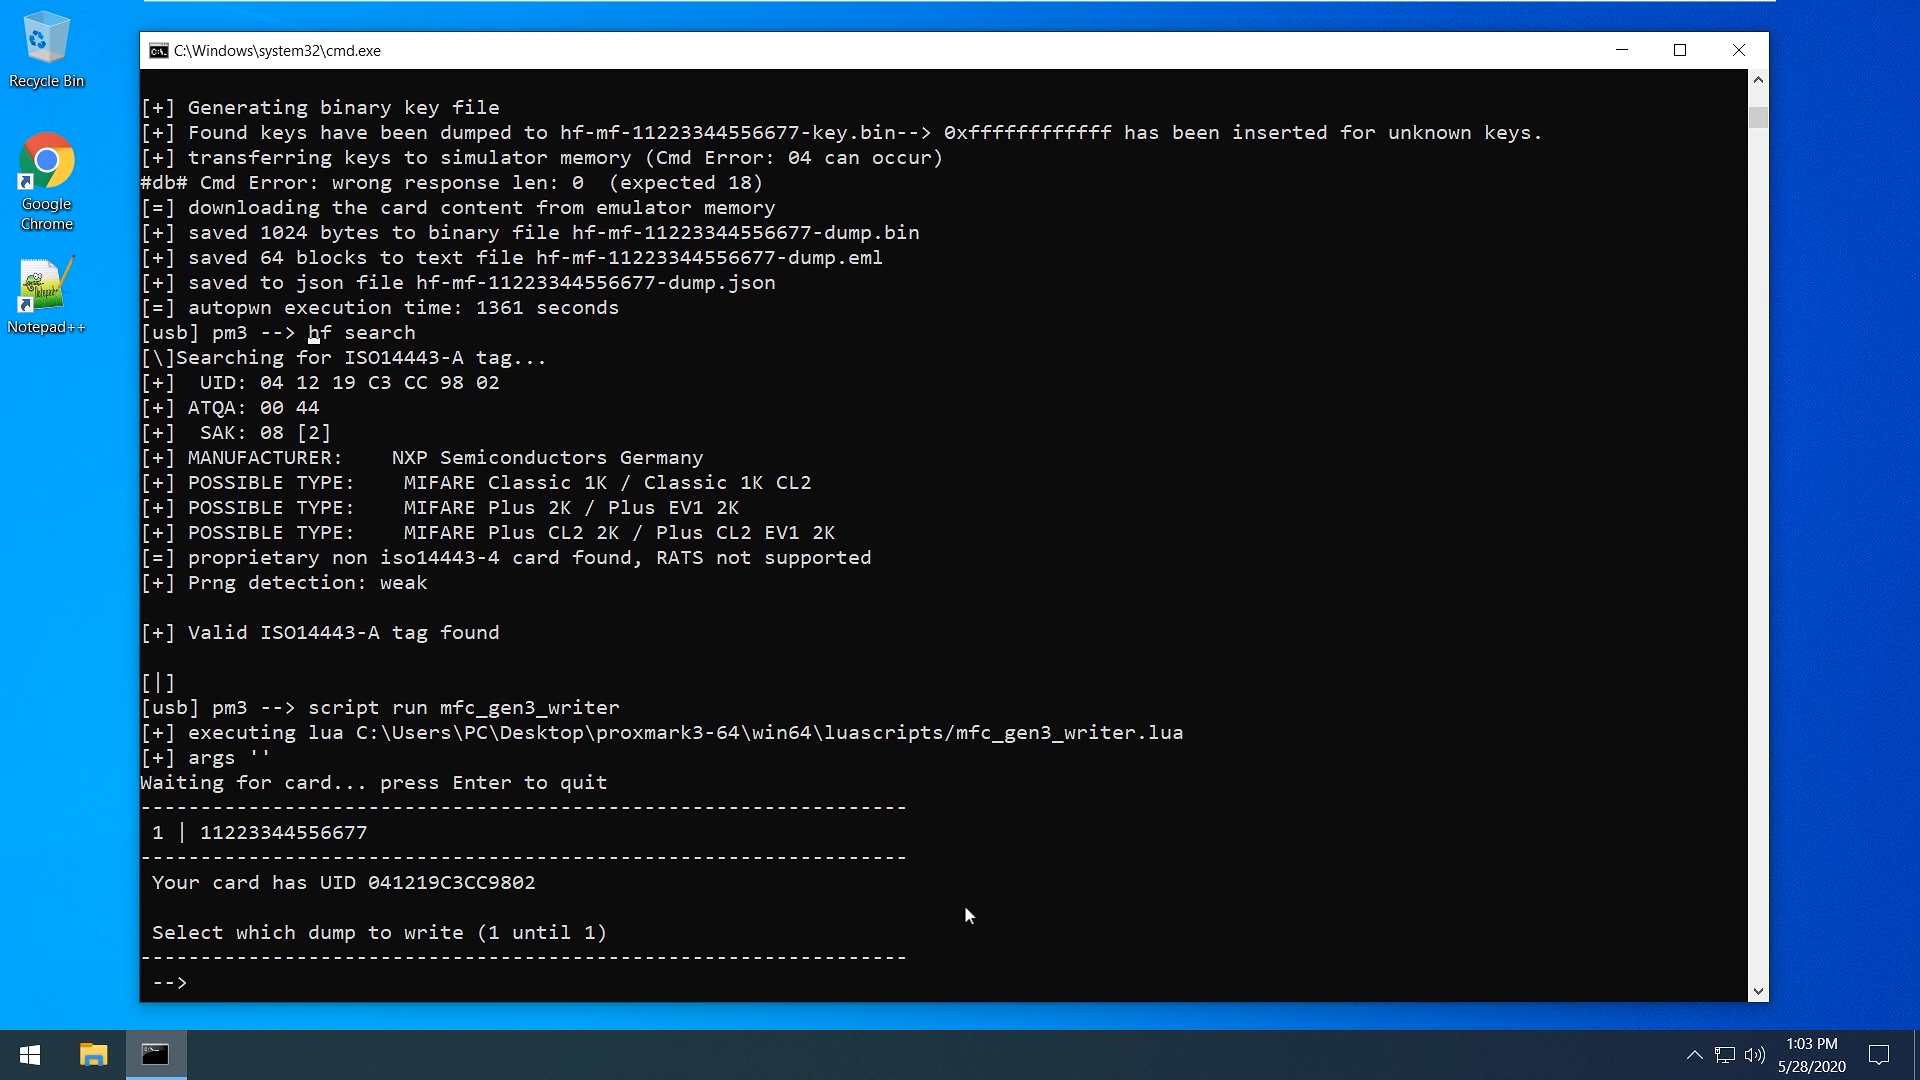 Recycle Bin
Google
Chrome
Notepad++
C:\Windows\system32\cmd.exe
[+] Generating binary key file
[+] Found keys have been dumped to hf-mf-11223344556677-key.bin--> 0xffffffffffff has been inserted for unknown keys.
[+] transferring keys to simulator memory (Cmd Error: 04 can occur)
#db# Cmd Error: wrong response len: 0  (expected 18)
[=] downloading the card content from emulator memory
[+] saved 1024 bytes to binary file hf-mf-11223344556677-dump.bin
[+] saved 64 blocks to text file hf-mf-11223344556677-dump.eml
[+] saved to json file hf-mf-11223344556677-dump.json
[=] autopwn execution time: 1361 seconds
[usb] pm3 --> hf search
[\]Searching for ISO14443-A tag...
[+]  UID: 04 12 19 C3 CC 98 02
[+] ATQA: 00 44
[+]  SAK: 08 [2]
[+] MANUFACTURER:    NXP Semiconductors Germany
[+] POSSIBLE TYPE:    MIFARE Classic 1K / Classic 1K CL2
[+] POSSIBLE TYPE:    MIFARE Plus 2K / Plus EV1 2K
[+] POSSIBLE TYPE:    MIFARE Plus CL2 2K / Plus CL2 EV1 2K
[=] proprietary non iso14443-4 card found, RATS not supported
[+] Prng detection: weak
[+] Valid ISO14443-A tag found
[|]
[usb] pm3 --> script run mfc_gen3_writer
[+] executing lua C:\Users\PC\Desktop\proxmark3-64\win64\luascripts/mfc_gen3_writer.lua
[+] args ''
Waiting for card... press Enter to quit
----------------------------------------------------------------
 1 | 11223344556677
----------------------------------------------------------------
 Your card has UID 041219C3CC9802
 Select which dump to write (1 until 1)
----------------------------------------------------------------
 -->
1:03 PM
5/28/2020